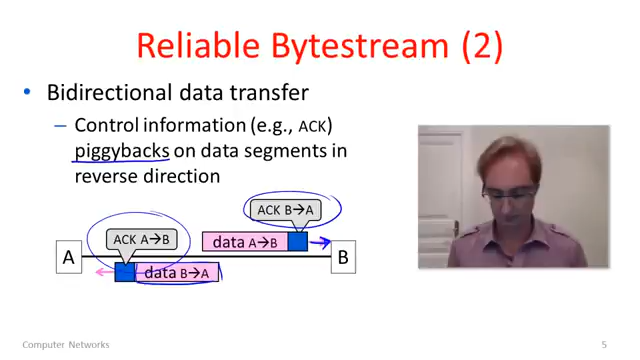 Reliable Bytestream (2)
• Bidirectional data transfer
– Control information (e.g., ACK)
piggybacks on data segments in
reverse direction
ACK B→A
ACK A→B
data A→B
A
B
data B→A
Computer Networks
5